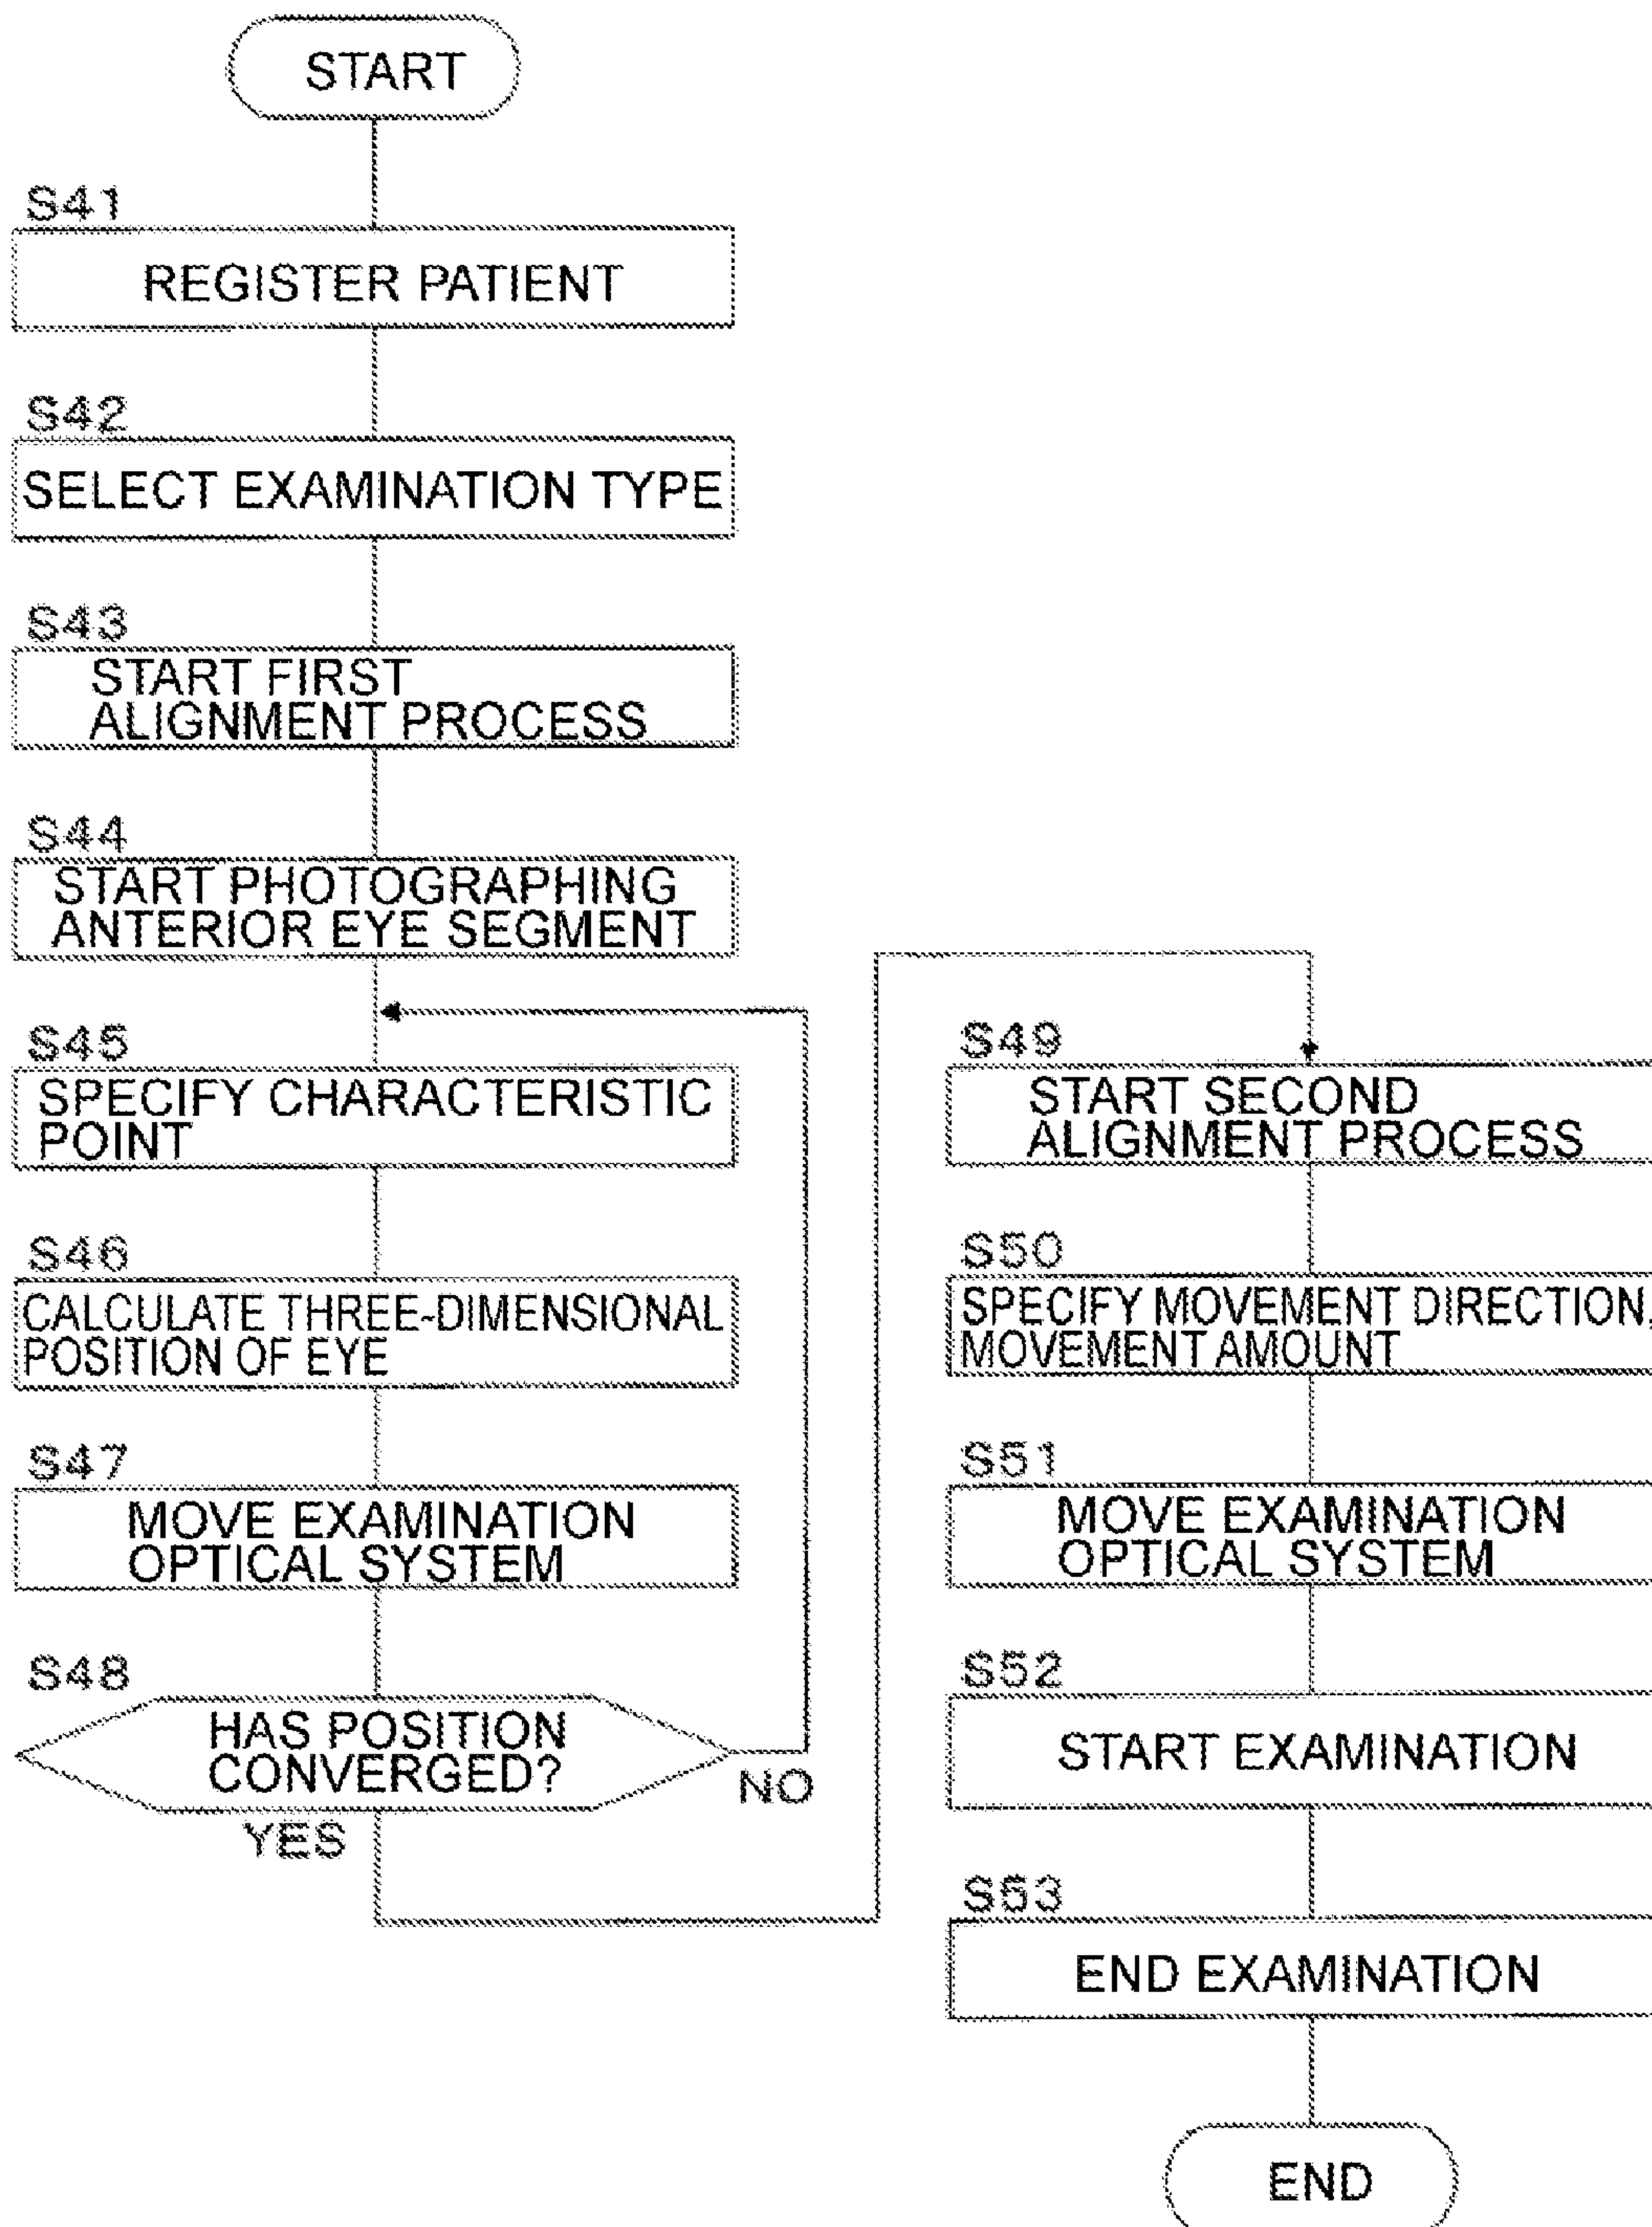 START
S41
REGISTER PATIENT
S42
SELECT EXAMINATION TYPE
S43
START FIRST
ALIGNMENT PROCESS
S44
START PHOTOGRAPHING
ANTERIOR EYE SEGMENT
S45
SPECIFY CHARACTERISTIC
POINT
S46
CALCULATE THREE-DIMENSIONAL
POSITION OF EYE
S47
MOVE EXAMINATION
OPTICAL SYSTEM
S48
HAS POSITION
CONVERGED?
NO
YES
S49
START SECOND
ALIGNMENT PROCESS
S50
SPECIFY MOVEMENT DIRECTION,
MOVEMENT AMOUNT
S51
MOVE EXAMINATION
OPTICAL SYSTEM
S52
START EXAMINATION
S53
END EXAMINATION
END